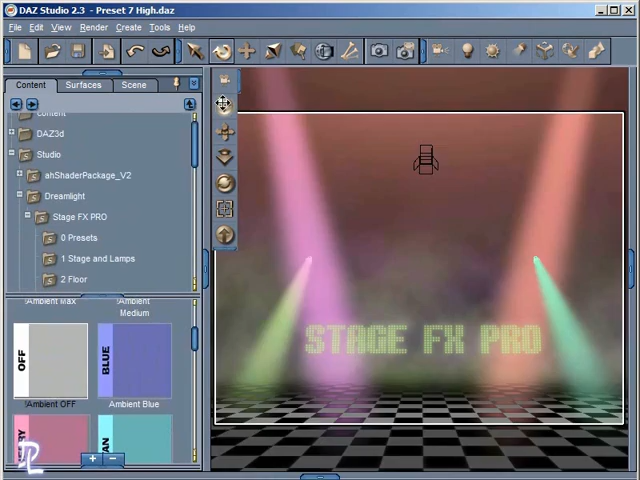 DAZ Studio 2.3 - Preset 7 High.daz
File Edit View Render Create Tools Help
Content Surfaces Scene
content
DAZ3d
Studio
ahShaderPackage_V2
Dreamlight
Stage FX PRO
0 Presets
1 Stage and Lamps
2 Floor
!Ambient Max !Ambient Medium
OFF BLUE
!Ambient OFF Ambient Blue
STAGE FX PRO